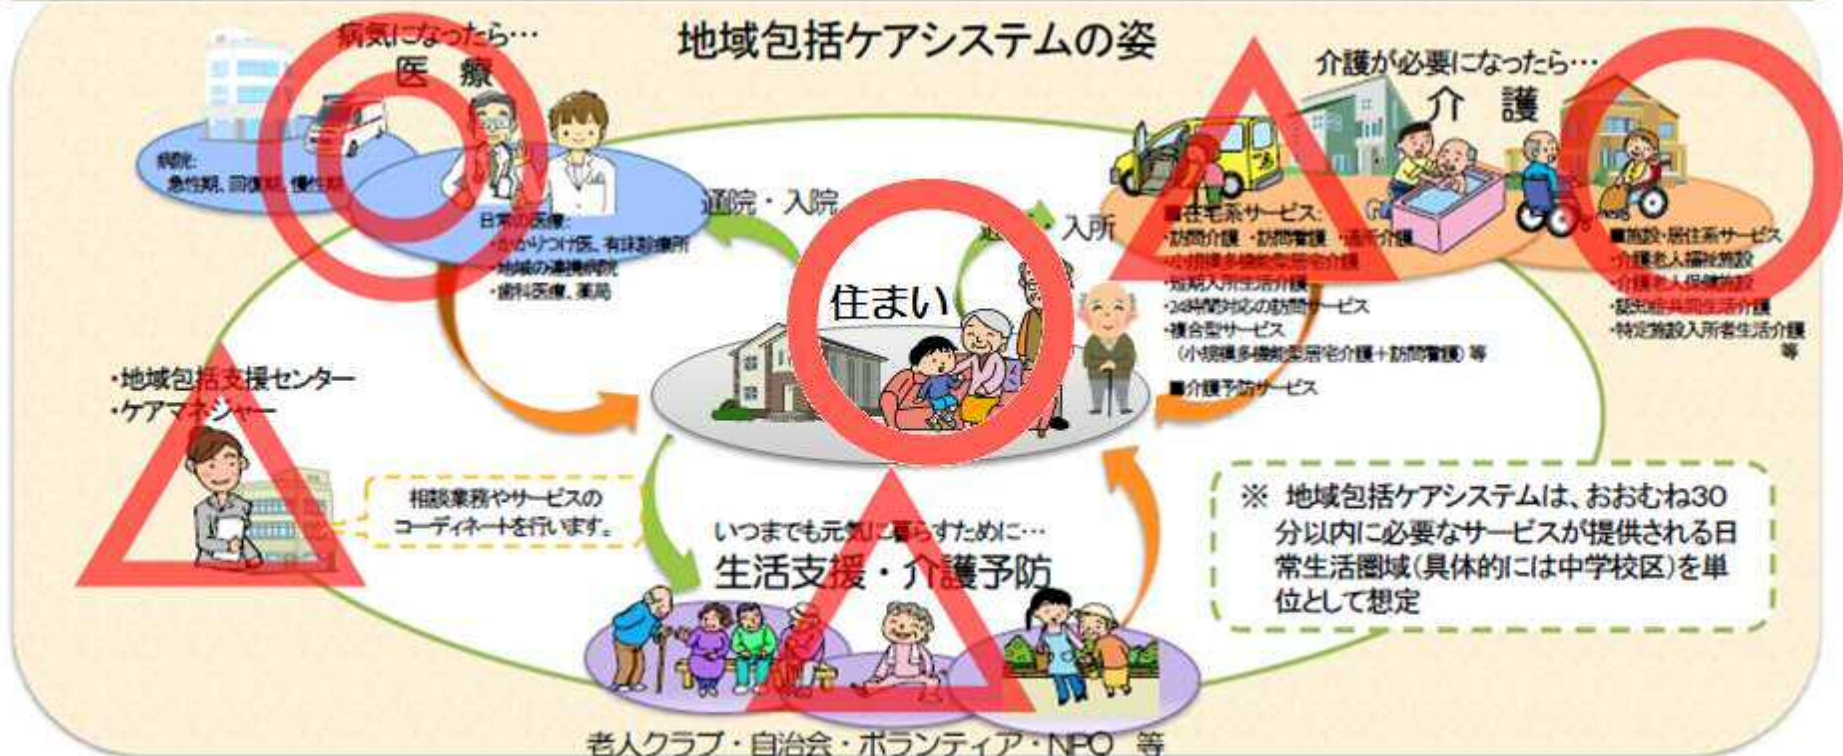 地域包括ケアシステムの姿
病気になったら…
医 療
病院:
急性期、回復期、慢性期
日常の医療:
・かかりつけ医、有床診療所
・地域の連携病院
・歯科医療、薬局
通院・入院
・入所
住まい
介護が必要になったら…
介 護
■在宅系サービス:
・訪問介護 ・訪問看護 ・通所介護
・小規模多機能型居宅介護
・短期入所生活介護
・24時間対応の訪問サービス
・複合型サービス
(小規模多機能型居宅介護+訪問看護)等
■介護予防サービス
■施設・居住系サービス
・介護老人福祉施設
・介護老人保健施設
・認知症共同生活介護
・特定施設入所者生活介護
等
・地域包括支援センター
・ケアマネジャー
相談業務やサービスの
コーディネートを行います。
いつまでも元気に暮らすために…
生活支援・介護予防
老人クラブ・自治会・ボランティア・NPO 等
※ 地域包括ケアシステムは、おおむね30
分以内に必要なサービスが提供される日
常生活圏域(具体的には中学校区)を単
位として想定